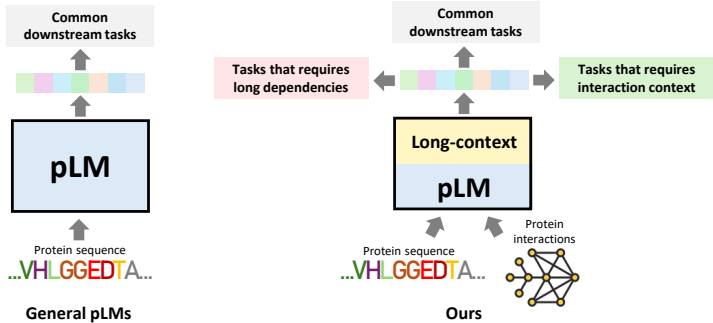 Common
downstream tasks
pLM
Protein sequence
...VHLGGEDTA...
General pLMs
Common
downstream tasks
Tasks that requires
long dependencies
Tasks that requires
interaction context
Long-context
pLM
Protein sequence
...VHLGGEDTA...
Protein
interactions
Ours